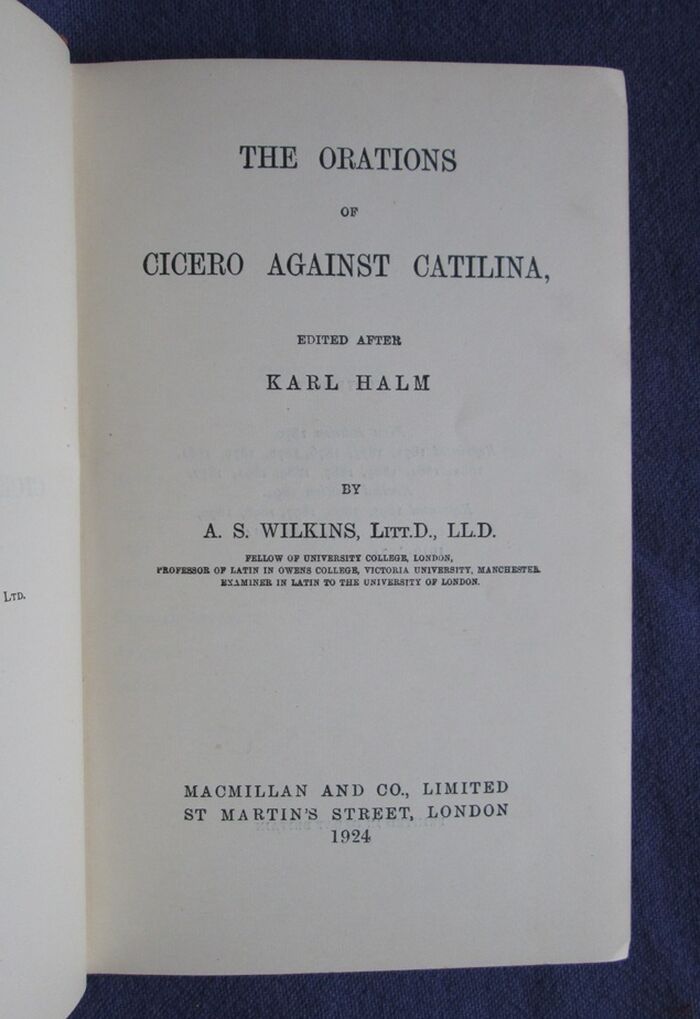 THE ORATIONS
OF
CICERO AGAINST CATILINA,
EDITED AFTER
KARL HALM
BY
A. S. WILKINS, LITT.D., LL.D.
FELLOW OF UNIVERSITY COLLEGE, LONDON,
PROFESSOR OF LATIN IN OWENS COLLEGE, VICTORIA UNIVERSITY, MANCHESTER.
EXAMINER IN LATIN TO THE UNIVERSITY OF LONDON.
LTD.
MACMILLAN AND CO., LIMITED
ST MARTIN'S STREET, LONDON
1924